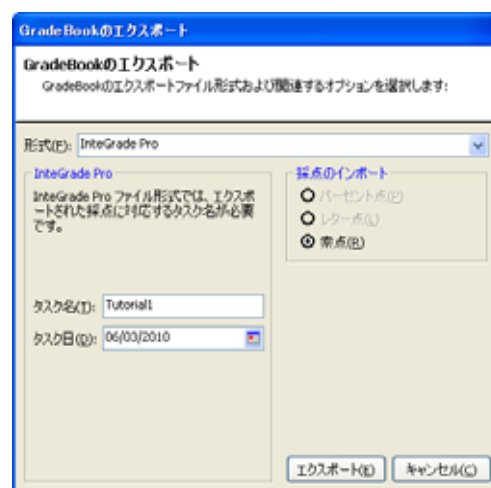 GradeBookのエクスポート
GradeBookのエクスポート
GradeBookのエクスポートファイル形式および関連するオプションを選択します:
形式(F): InteGrade Pro
InteGrade Pro
InteGrade Pro ファイル形式では、エクスポ
ートされた採点に対応するタスク名が必要
です。
採点のインポート
パーセント点(P)
レター点(L)
素点(R)
タスク名(T): Tutorial1
タスク日(D): 06/03/2010
エクスポート(E)
キャンセル(C)